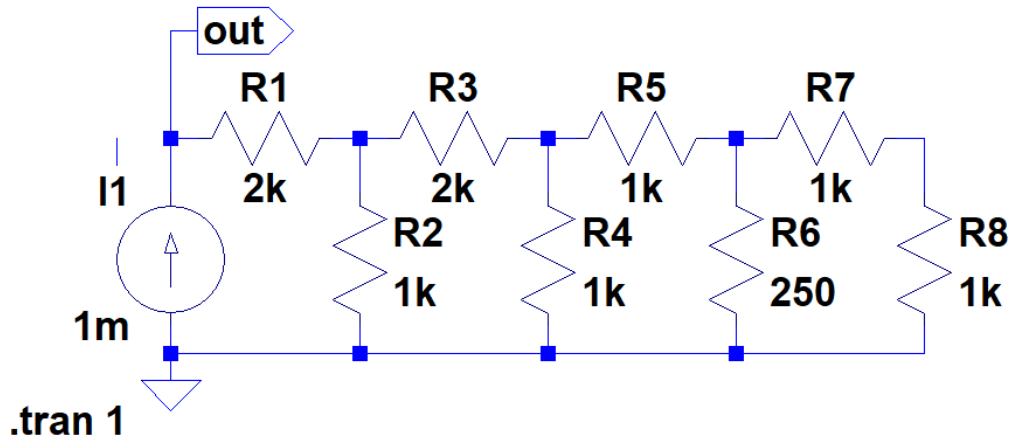 out
R1 R3 R5 R7
I1 2k 2k 1k 1k
R2 R4 R6 R8
1k 1k 250 1k
1m
.tran 1